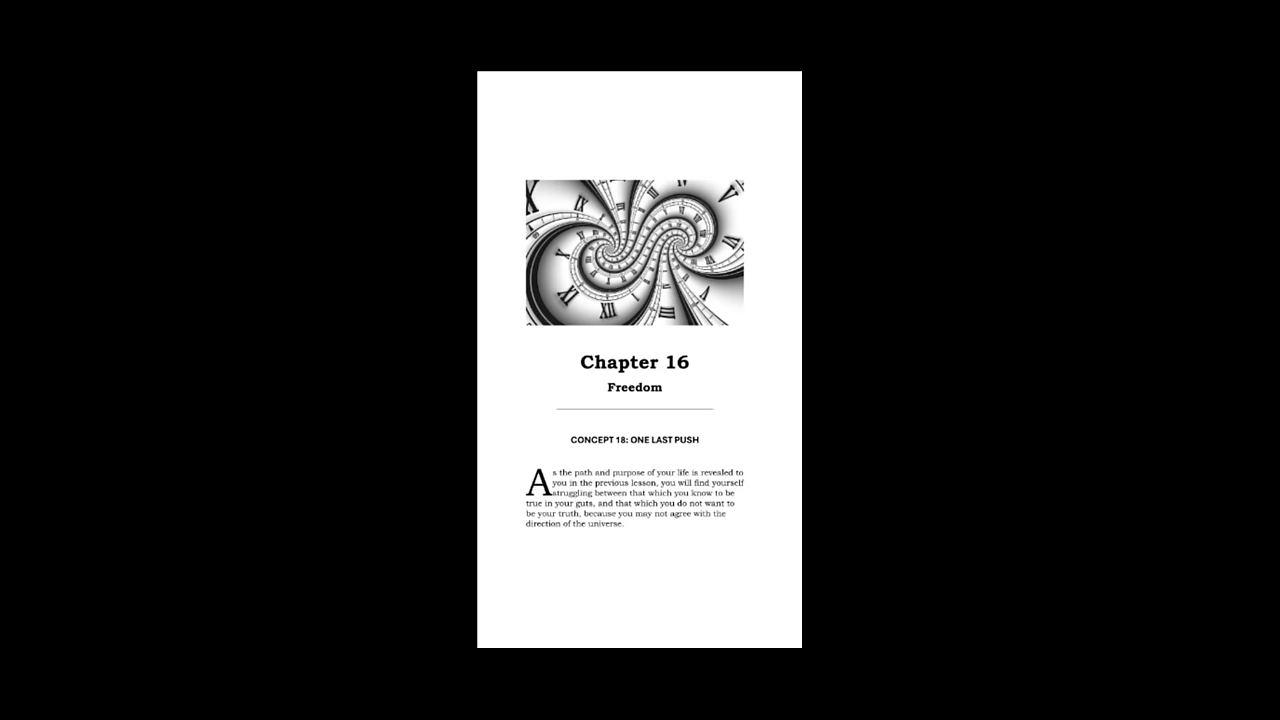 Chapter 16
Freedom
CONCEPT 18: ONE LAST PUSH
As the path and purpose of your life is revealed to
you in the previous lesson, you will find yourself
struggling between that which you know to be
true in your guts, and that which you do not want to
be your truth, because you may not agree with the
direction of the universe.